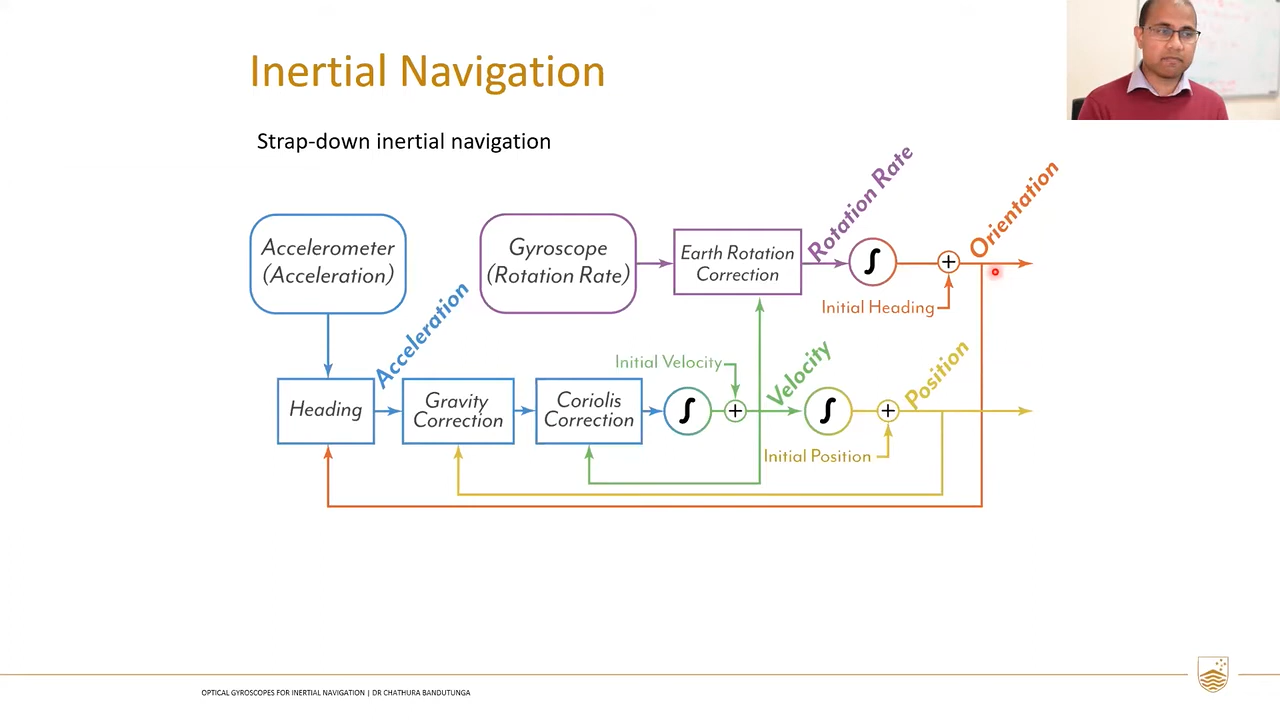 Inertial Navigation
Strap-down inertial navigation
Accelerometer
(Acceleration)
Gyroscope
(Rotation Rate)
Earth Rotation
Correction
Rotation Rate
∫
+
Orientation
Initial Heading
Acceleration
Initial Velocity
Velocity
Position
Heading
Gravity
Correction
Coriolis
Correction
∫
+
∫
+
Initial Position
OPTICAL GYROSCOPES FOR INERTIAL NAVIGATION | DR CHATHURA BANDUTUNGA